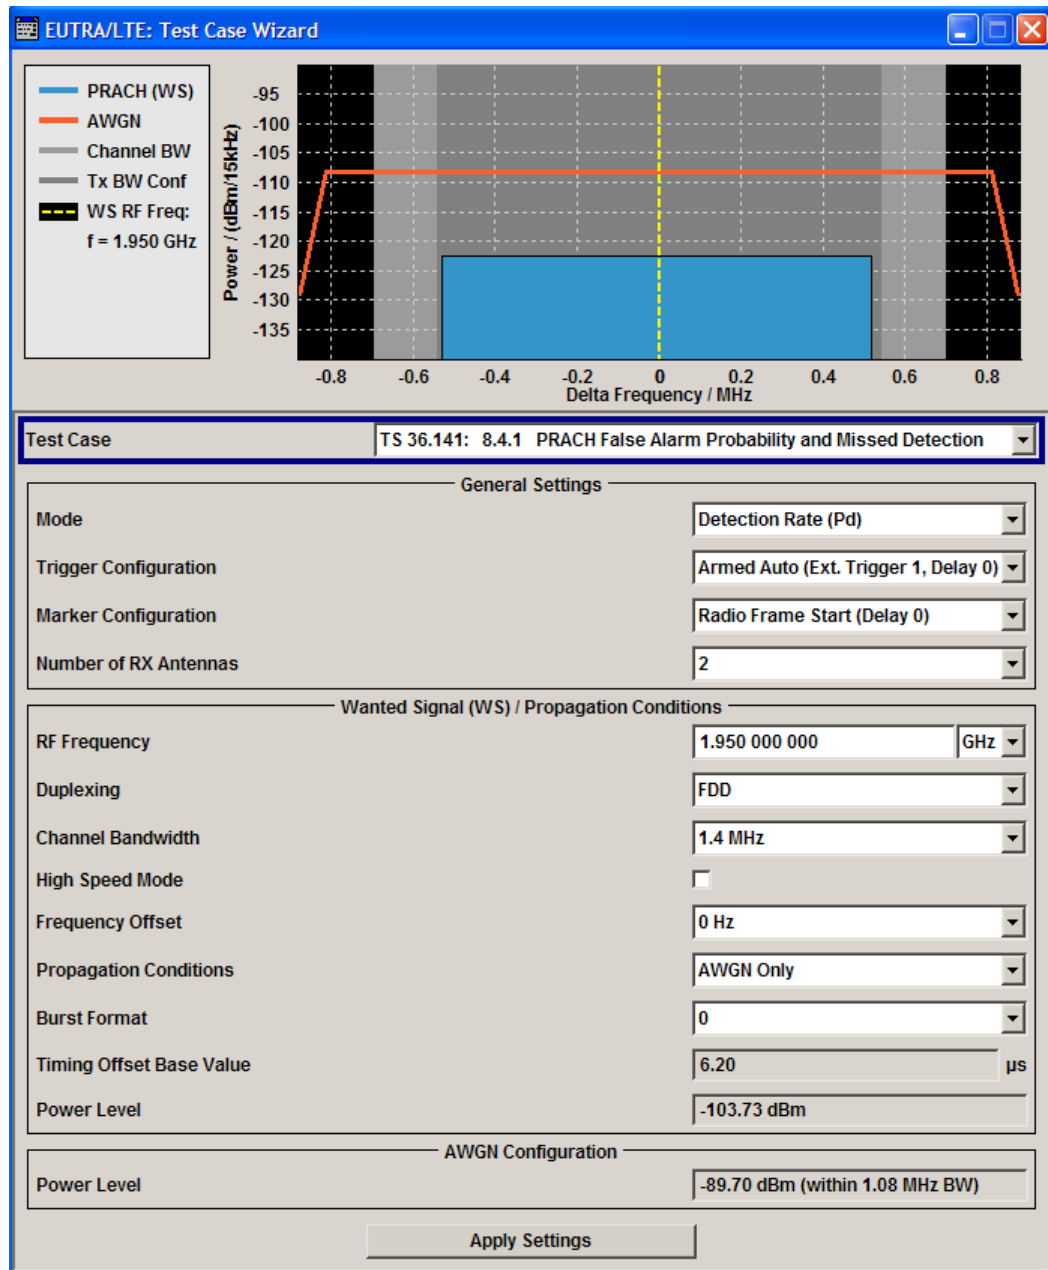 EUTRA/LTE: Test Case Wizard
PRACH (WS)
AWGN
Channel BW
Tx BW Conf
WS RF Freq:
f = 1.950 GHz
Power / (dBm/15kHz)
-95
-100
-105
-110
-115
-120
-125
-130
-135
-0.8 -0.6 -0.4 -0.2 0 0.2 0.4 0.6 0.8
Delta Frequency / MHz
Test Case TS 36.141: 8.4.1 PRACH False Alarm Probability and Missed Detection
General Settings
Mode Detection Rate (Pd)
Trigger Configuration Armed Auto (Ext. Trigger 1, Delay 0)
Marker Configuration Radio Frame Start (Delay 0)
Number of RX Antennas 2
Wanted Signal (WS) / Propagation Conditions
RF Frequency 1.950 000 000 GHz
Duplexing FDD
Channel Bandwidth 1.4 MHz
High Speed Mode
Frequency Offset 0 Hz
Propagation Conditions AWGN Only
Burst Format 0
Timing Offset Base Value 6.20 µs
Power Level -103.73 dBm
AWGN Configuration
Power Level -89.70 dBm (within 1.08 MHz BW)
Apply Settings